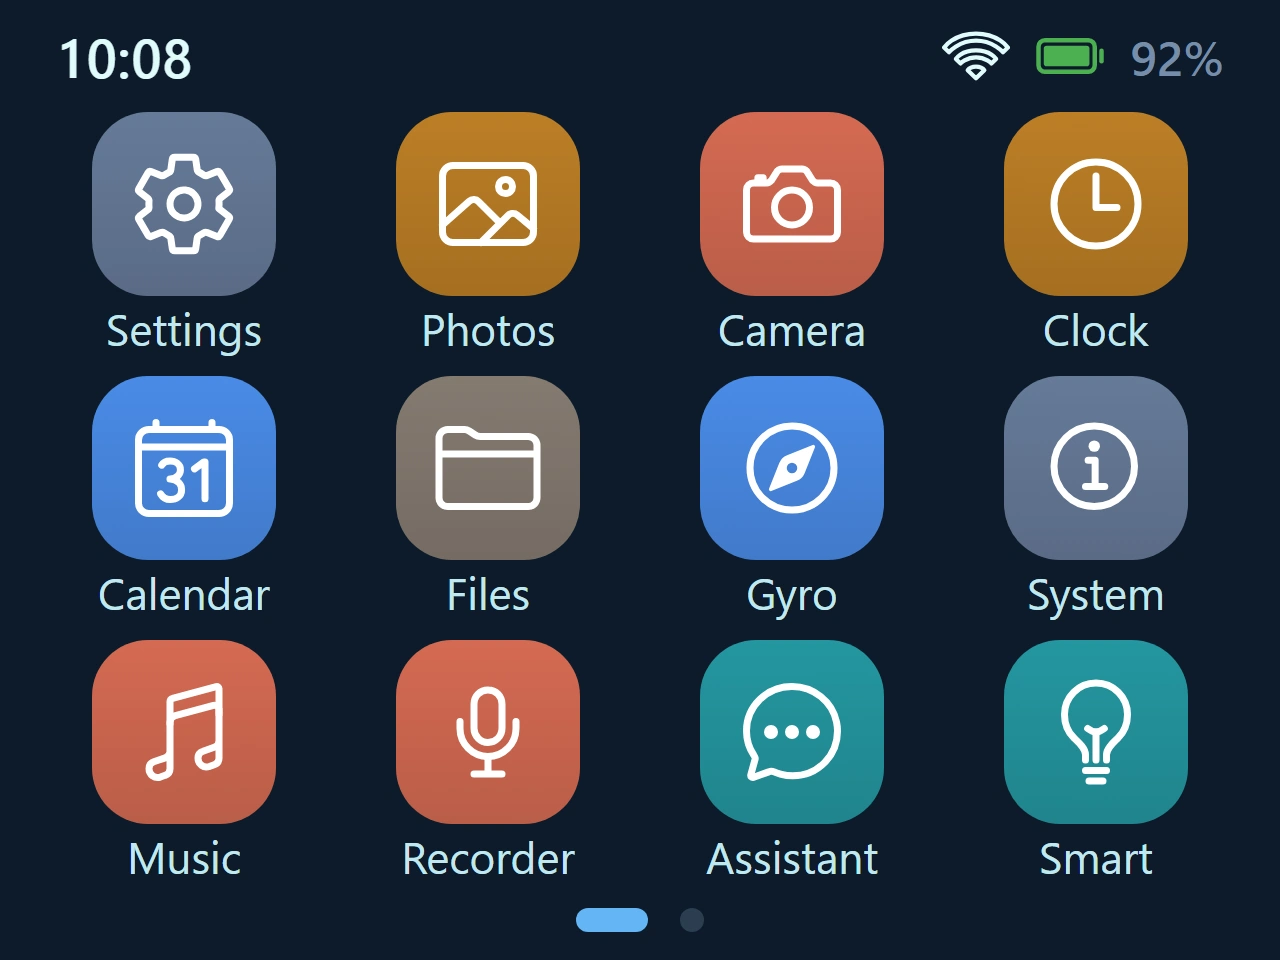 10:08 92%
Settings Photos Camera Clock
31
Calendar Files Gyro System
Music Recorder Assistant Smart